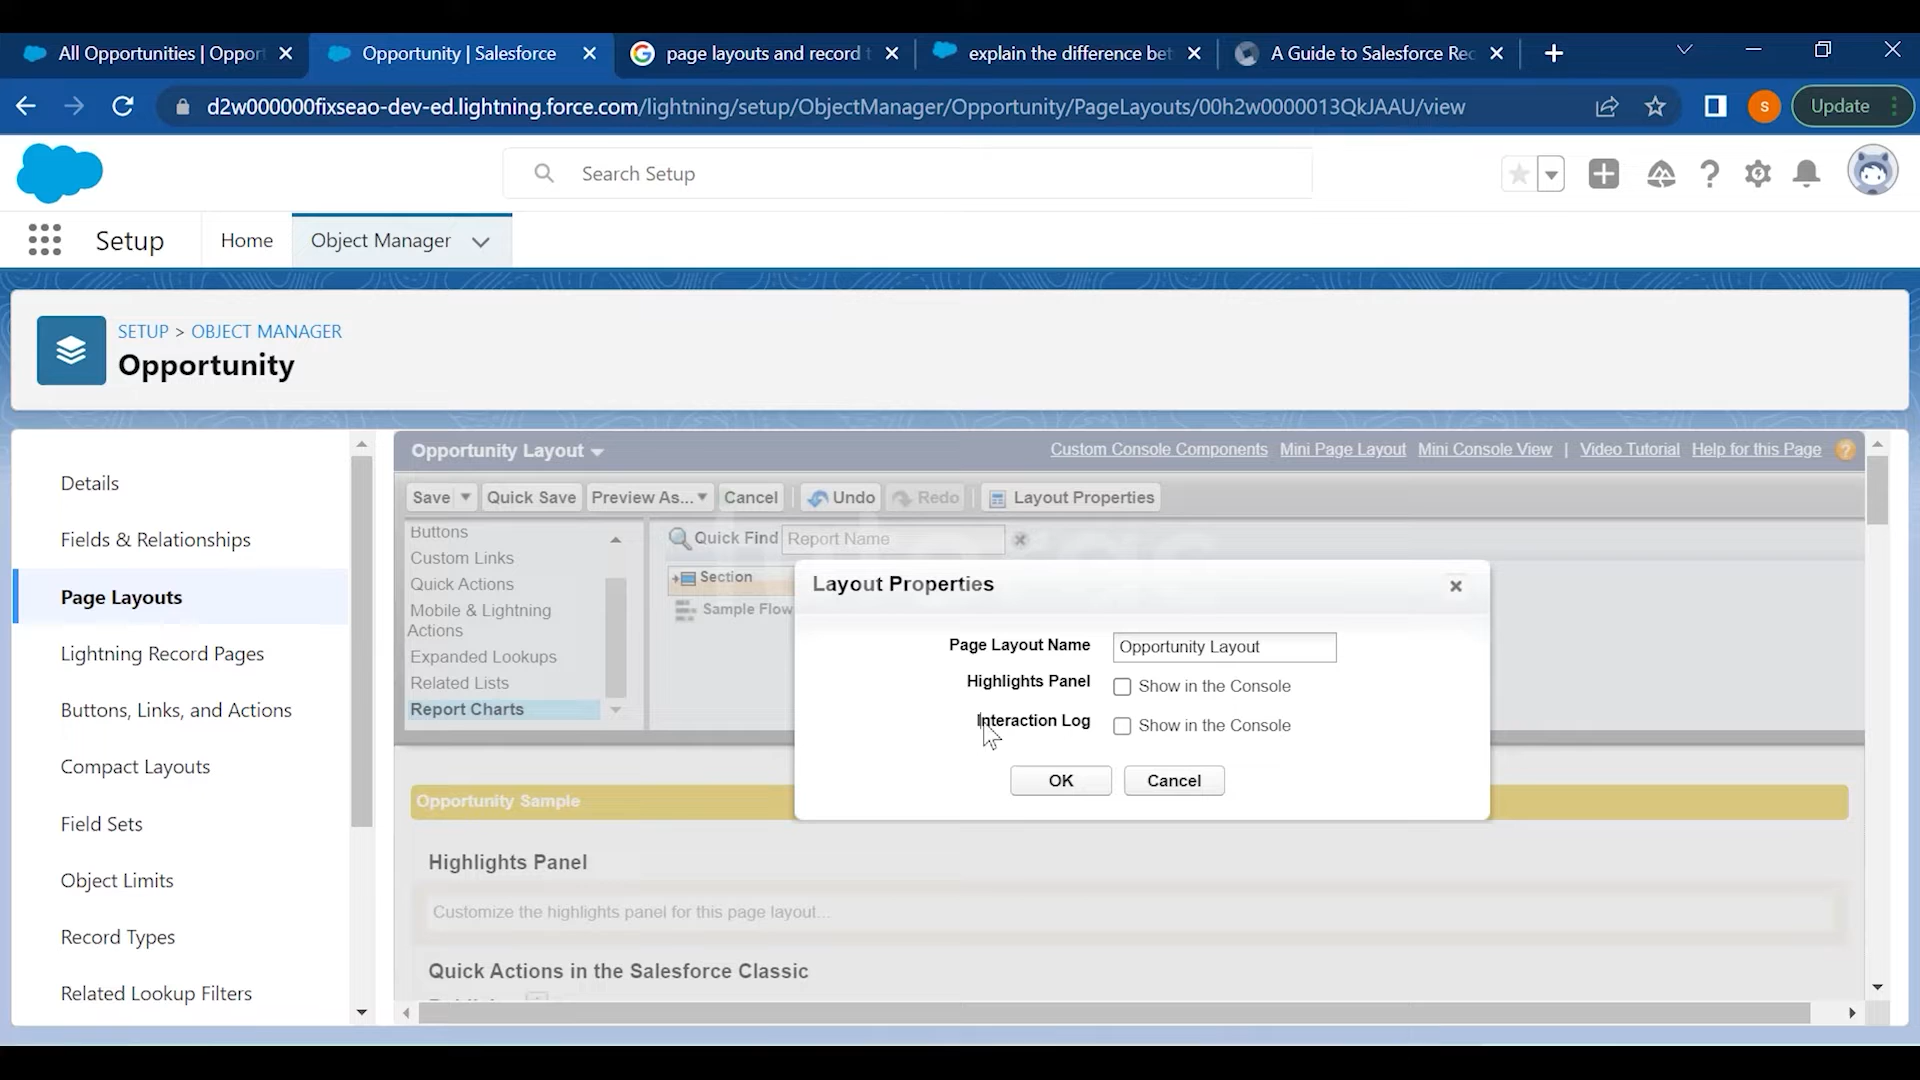 All Opportunities | Oppor
Opportunity | Salesforce
page layouts and record t
explain the difference bet
A Guide to Salesforce Rec
d2w000000fixseao-dev-ed.lightning.force.com/lightning/setup/ObjectManager/Opportunity/PageLayouts/00h2w0000013QkJAAU/view
S
Update
Search Setup
Setup
Home
Object Manager
SETUP > OBJECT MANAGER
Opportunity
Details
Fields & Relationships
Page Layouts
Lightning Record Pages
Buttons, Links, and Actions
Compact Layouts
Field Sets
Object Limits
Record Types
Related Lookup Filters
Opportunity Layout
Custom Console Components
Mini Page Layout
Mini Console View
|
Video Tutorial
Help for this Page
?
Save
Quick Save
Preview As...
Cancel
Undo
Redo
Layout Properties
Buttons
Custom Links
Quick Actions
Mobile & Lightning
Actions
Expanded Lookups
Related Lists
Report Charts
Quick Find
Report Name
Section
Sample Flow
Layout Properties
Page Layout Name
Opportunity Layout
Highlights Panel
Show in the Console
Interaction Log
Show in the Console
OK
Cancel
Opportunity Sample
Highlights Panel
Customize the highlights panel for this page layout...
Quick Actions in the Salesforce Classic